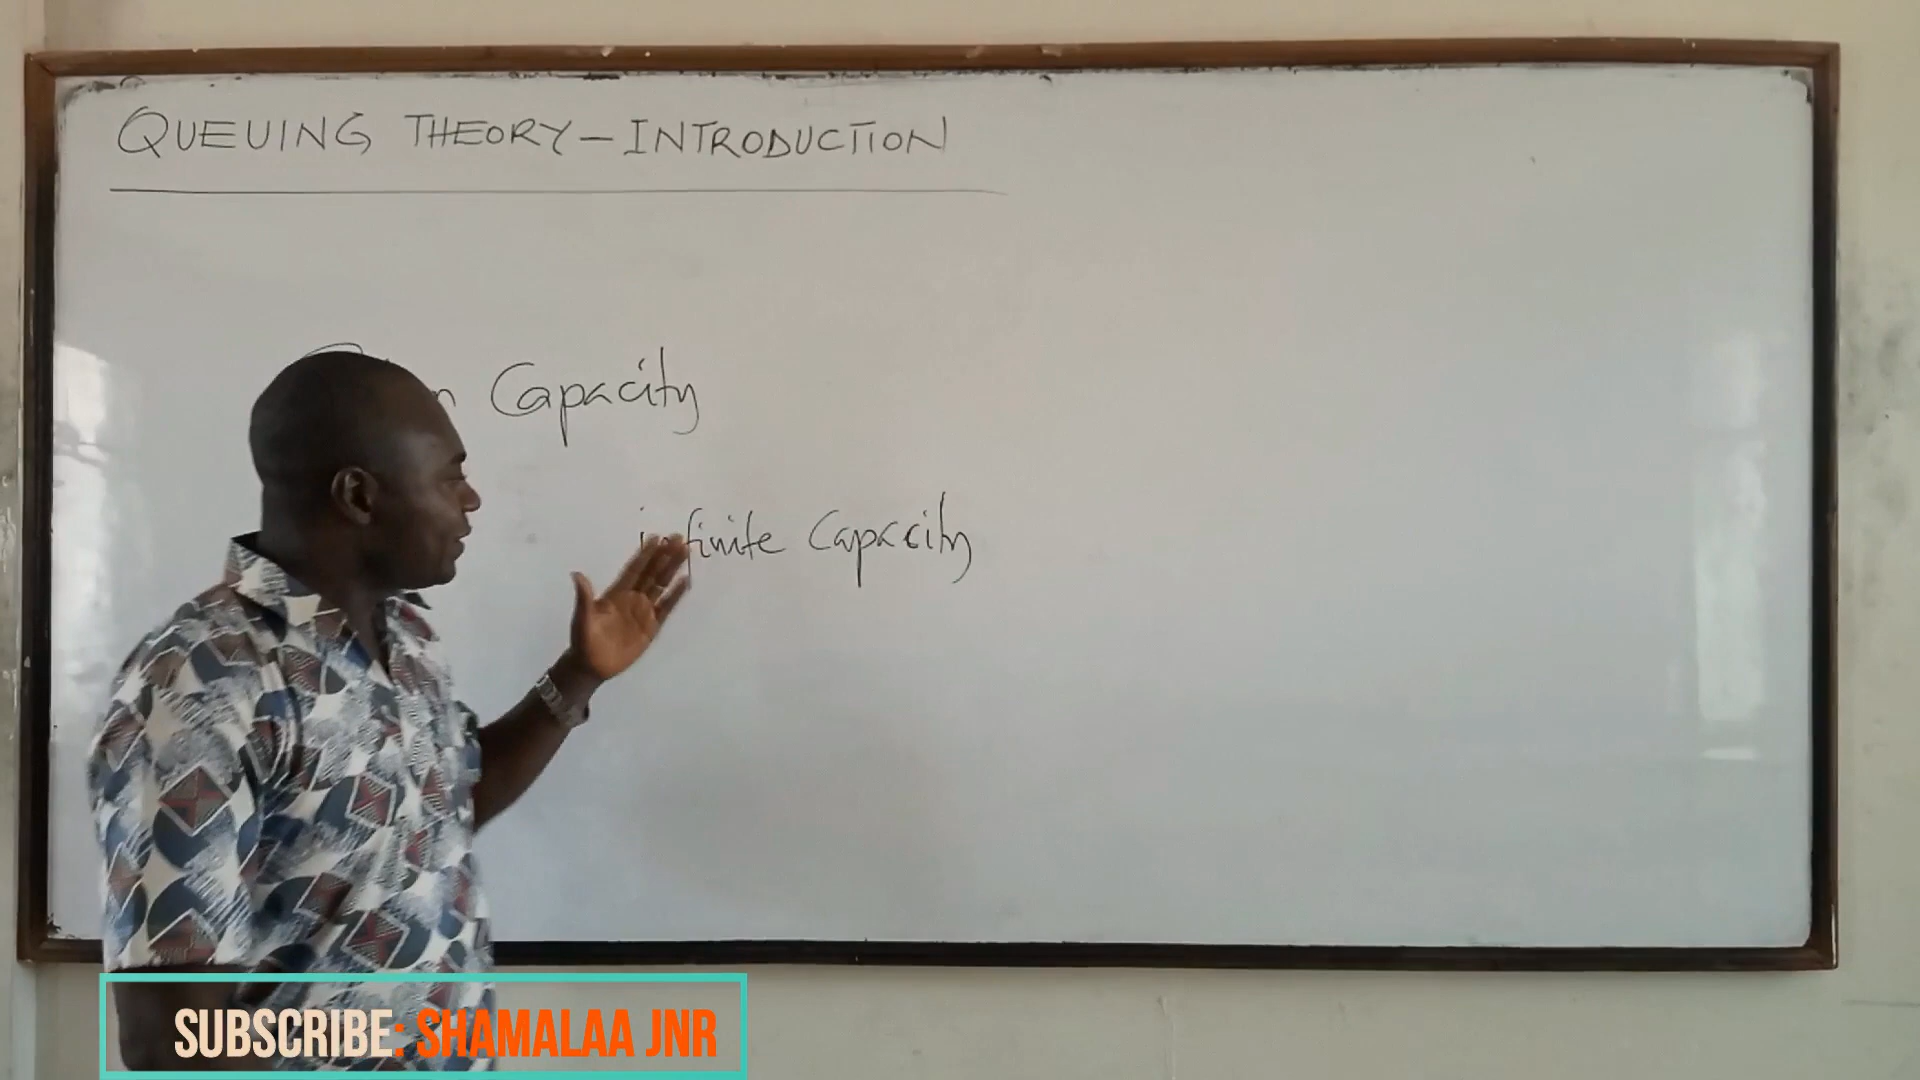 QUEUING THEORY – INTRODUCTION
Capacity
infinite Capacity
SUBSCRIBE: SHAMALAA JNR